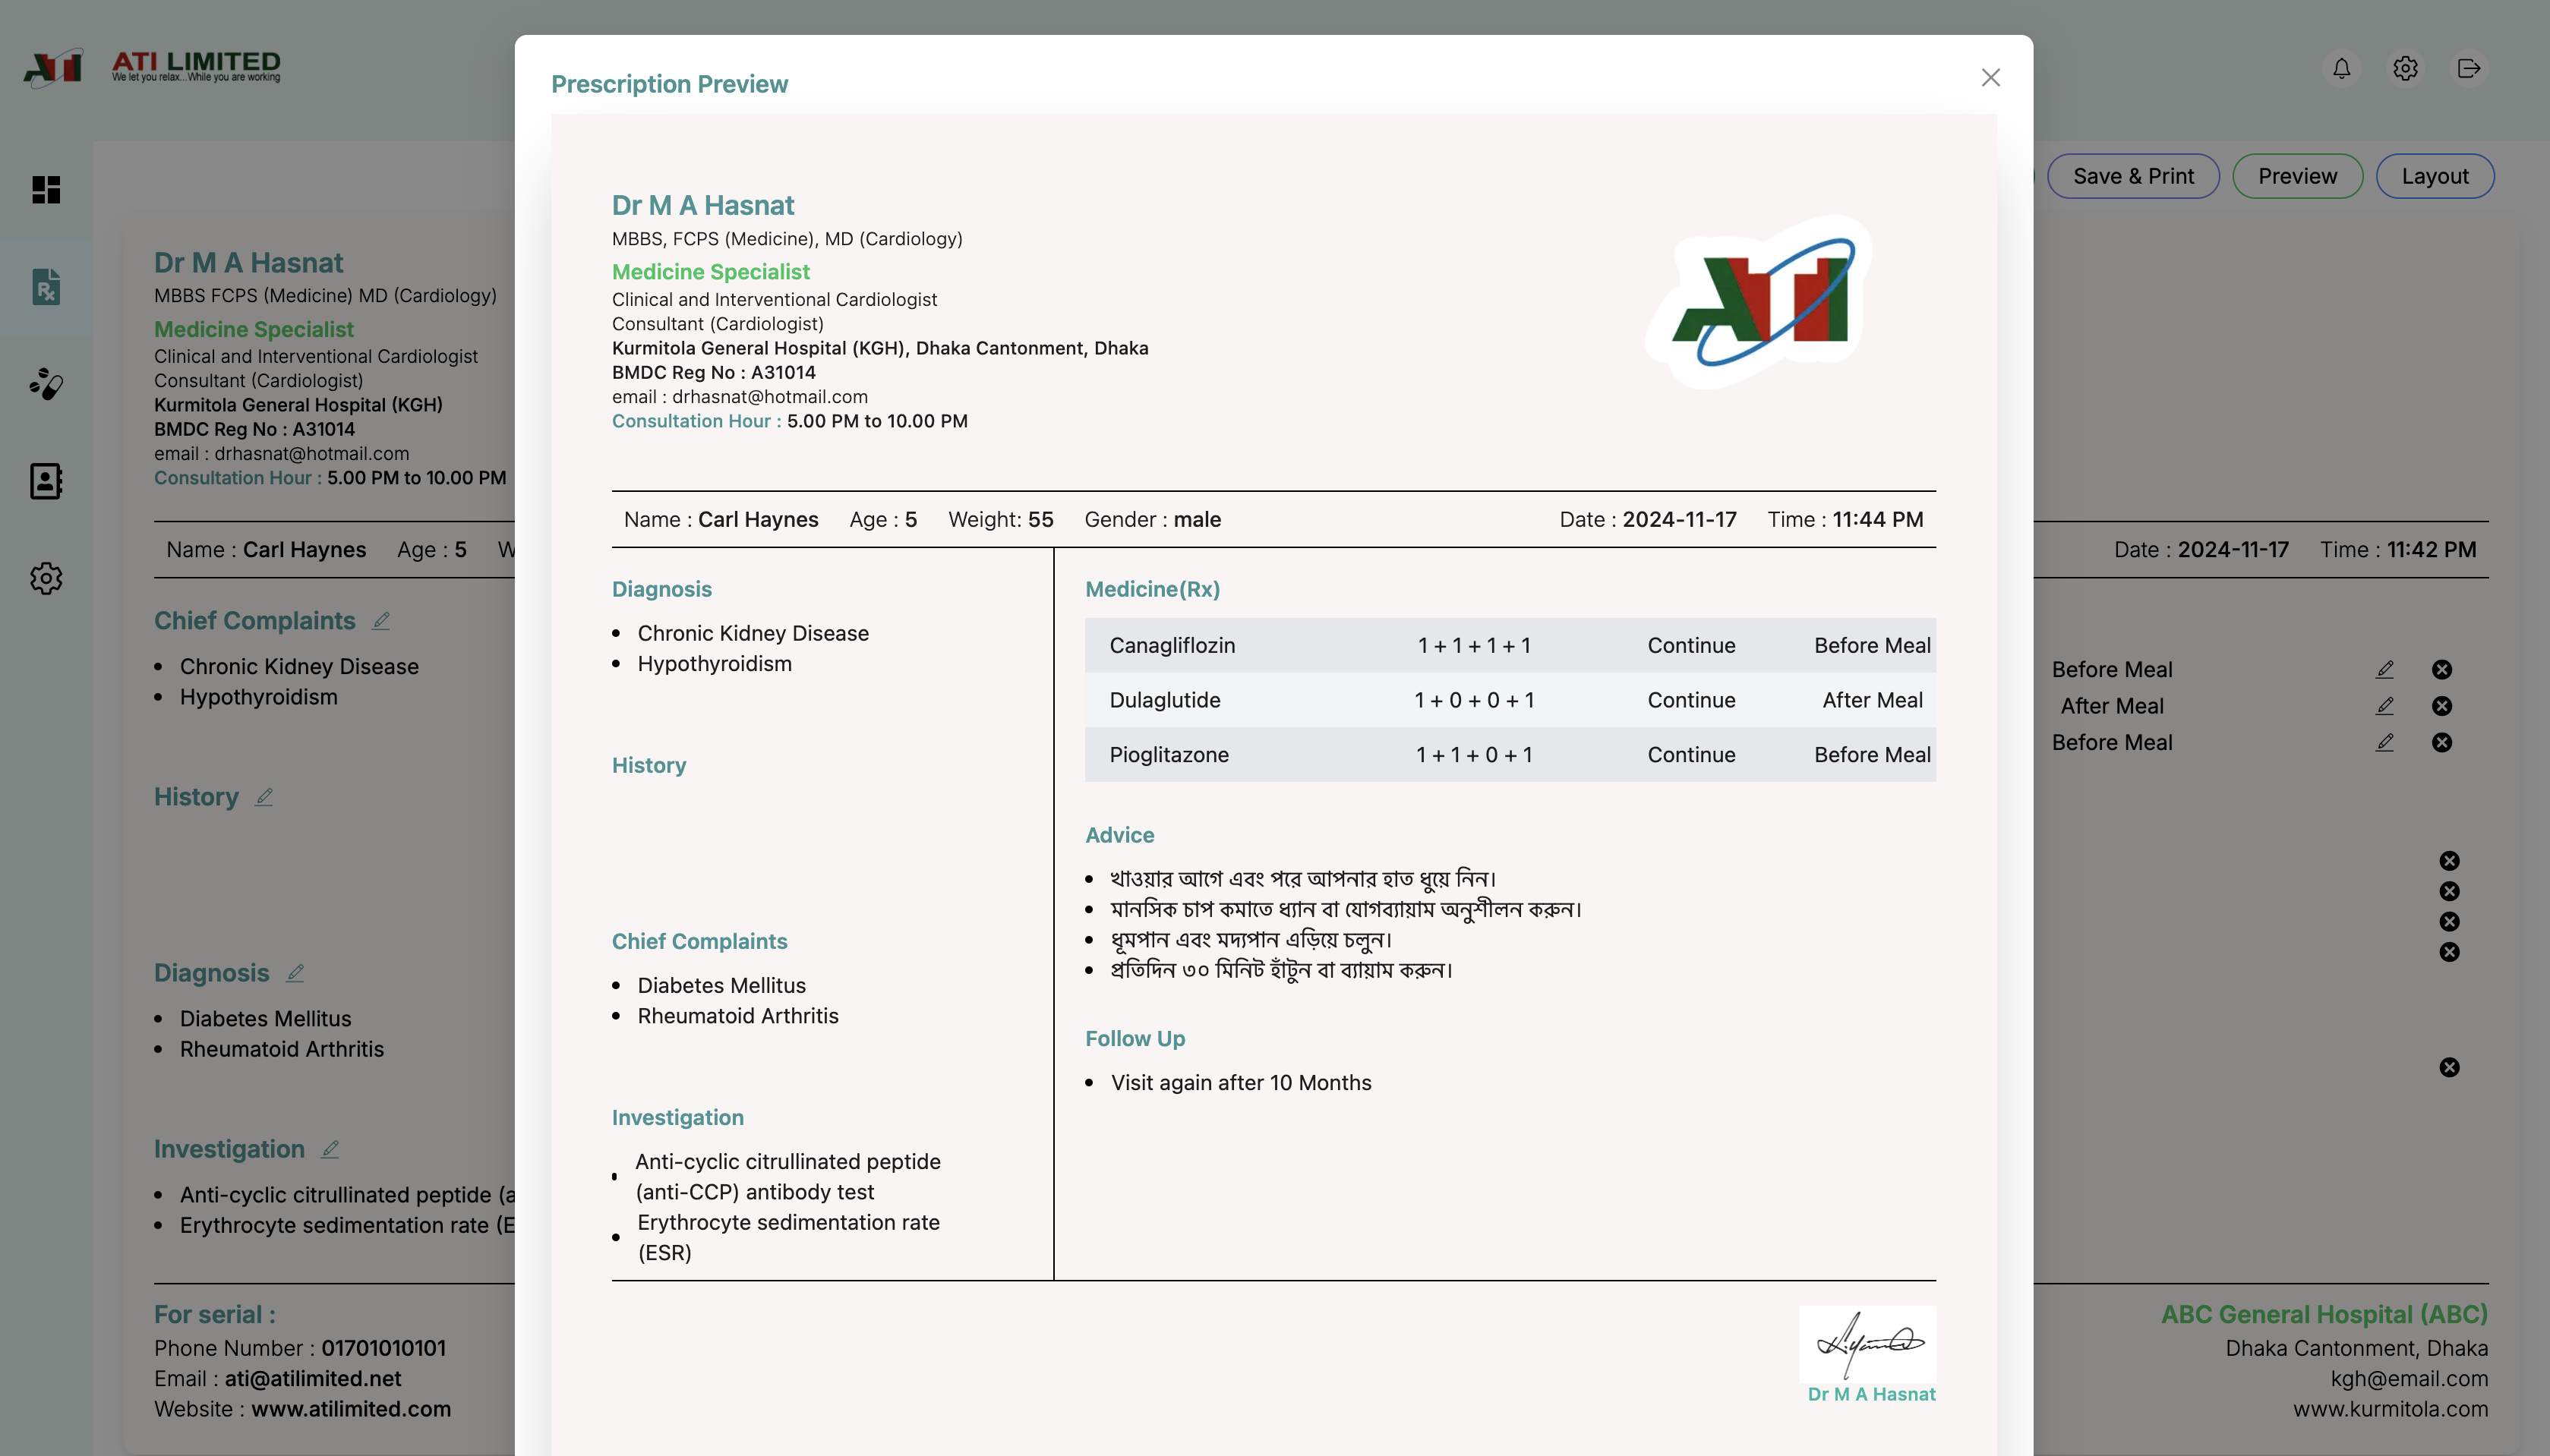 ATI
ATI LIMITED
We let you relax...While you are working
Save & Print
Preview
Layout
Dr M A Hasnat
MBBS FCPS (Medicine) MD (Cardiology)
Medicine Specialist
Clinical and Interventional Cardiologist
Consultant (Cardiologist)
Kurmitola General Hospital (KGH)
BMDC Reg No : A31014
email : drhasnat@hotmail.com
Consultation Hour : 5.00 PM to 10.00 PM
Name : Carl Haynes Age : 5 W
Date : 2024-11-17 Time : 11:42 PM
Chief Complaints
Chronic Kidney Disease
Hypothyroidism
History
Diagnosis
Diabetes Mellitus
Rheumatoid Arthritis
Investigation
Anti-cyclic citrullinated peptide (a
Erythrocyte sedimentation rate (E
Before Meal
After Meal
Before Meal
For serial :
Phone Number : 01701010101
Email : ati@atilimited.net
Website : www.atilimited.com
ABC General Hospital (ABC)
Dhaka Cantonment, Dhaka
kgh@email.com
www.kurmitola.com
Prescription Preview
Dr M A Hasnat
MBBS, FCPS (Medicine), MD (Cardiology)
Medicine Specialist
Clinical and Interventional Cardiologist
Consultant (Cardiologist)
Kurmitola General Hospital (KGH), Dhaka Cantonment, Dhaka
BMDC Reg No : A31014
email : drhasnat@hotmail.com
Consultation Hour : 5.00 PM to 10.00 PM
ATI
Name : Carl Haynes Age : 5 Weight: 55 Gender : male Date : 2024-11-17 Time : 11:44 PM
Diagnosis
Chronic Kidney Disease
Hypothyroidism
History
Chief Complaints
Diabetes Mellitus
Rheumatoid Arthritis
Investigation
Anti-cyclic citrullinated peptide
(anti-CCP) antibody test
Erythrocyte sedimentation rate
(ESR)
Medicine(Rx)
Canagliflozin 1 + 1 + 1 + 1 Continue Before Meal
Dulaglutide 1 + 0 + 0 + 1 Continue After Meal
Pioglitazone 1 + 1 + 0 + 1 Continue Before Meal
Advice
খাওয়ার আগে এবং পরে আপনার হাত ধুয়ে নিন।
মানসিক চাপ কমাতে ধ্যান বা যোগব্যায়াম অনুশীলন করুন।
ধূমপান এবং মদ্যপান এড়িয়ে চলুন।
প্রতিদিন ৩০ মিনিট হাঁটুন বা ব্যায়াম করুন।
Follow Up
Visit again after 10 Months
Dr M A Hasnat